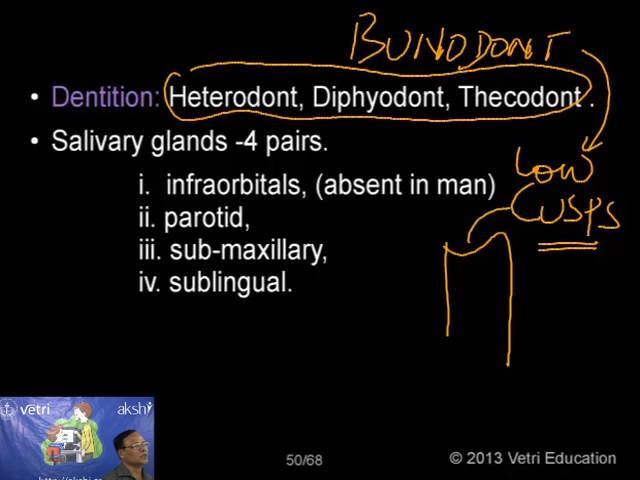 BUNODONT
• Dentition: Heterodont, Diphyodont, Thecodont .
• Salivary glands -4 pairs.
LOW
CUSPS
i. infraorbitals, (absent in man)
ii. parotid,
iii. sub-maxillary,
iv. sublingual.
vetri akshi
50/68
© 2013 Vetri Education